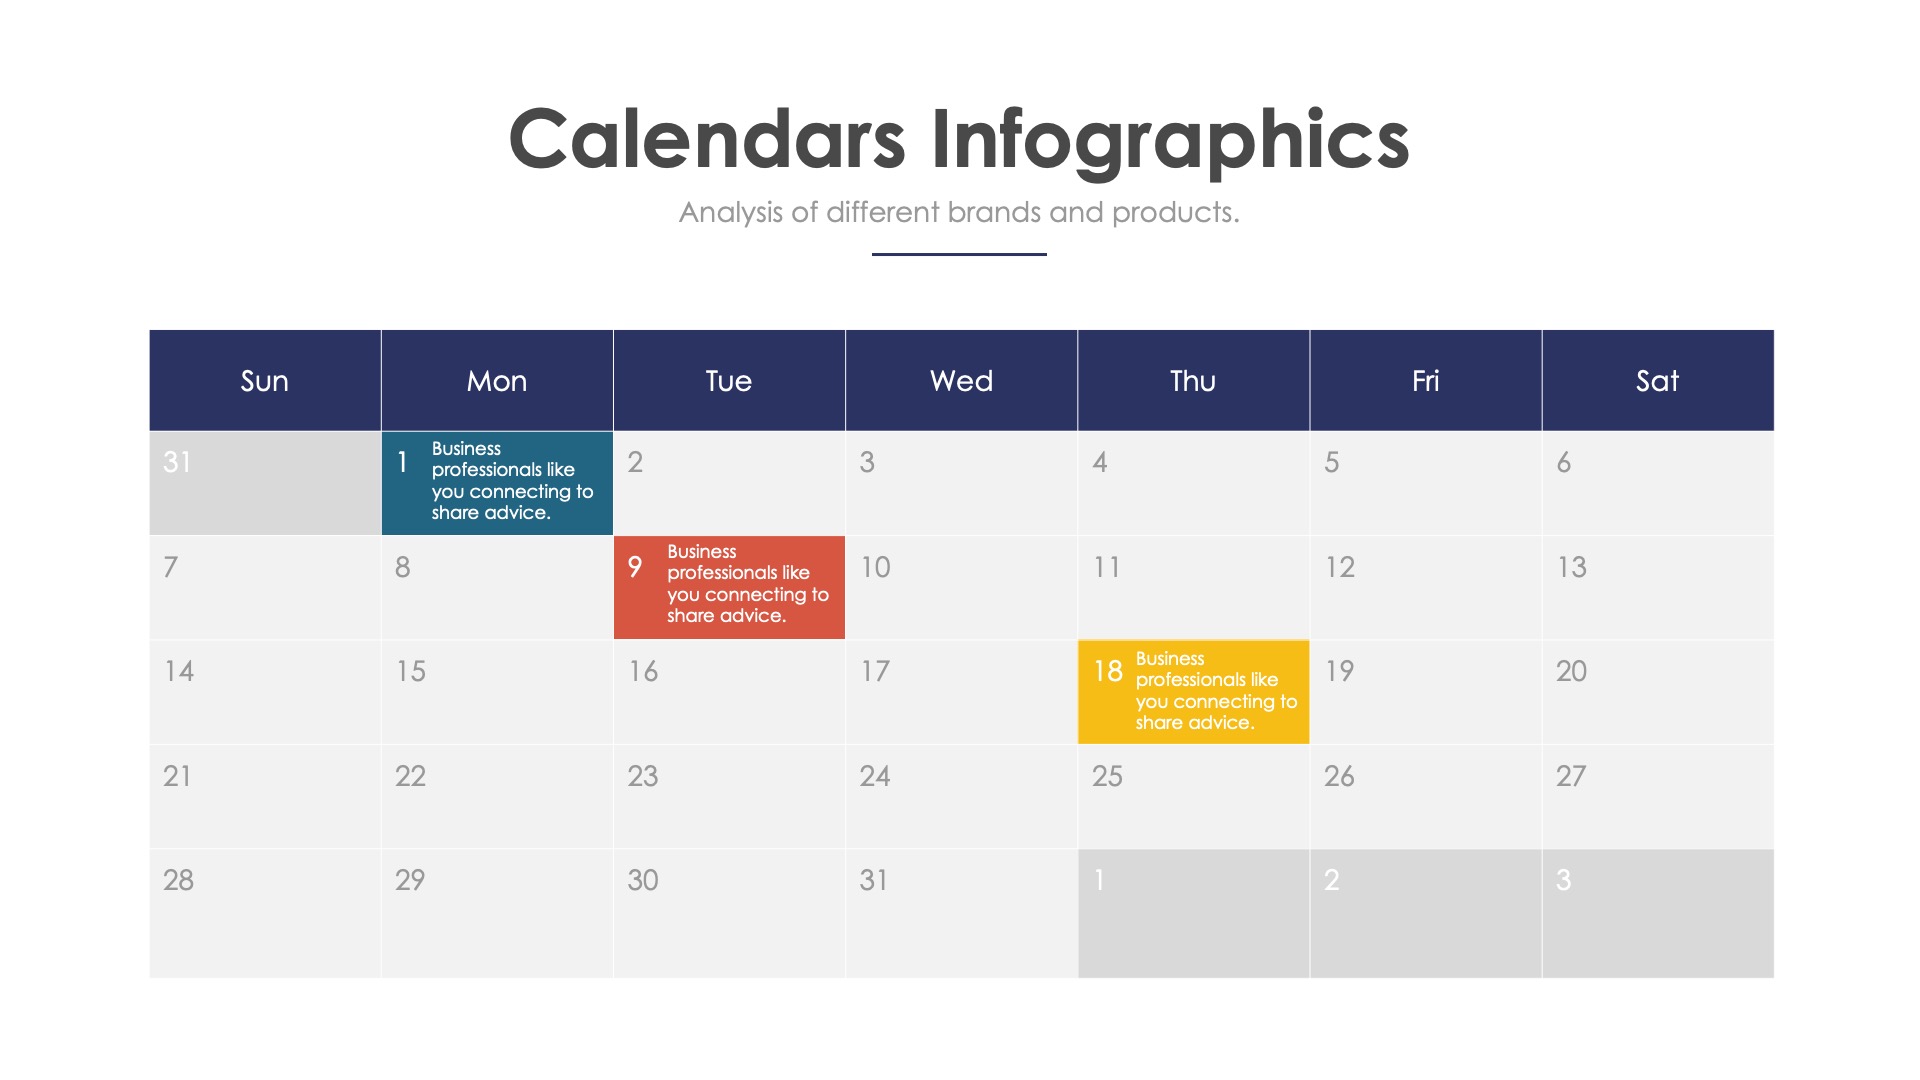 Calendars Infographics
Analysis of different brands and products.
Sun Mon Tue Wed Thu Fri Sat
31 1 Business
professionals like
you connecting to
share advice. 2 3 4 5 6
7 8 9 Business
professionals like
you connecting to
share advice. 10 11 12 13
14 15 16 17 18 Business
professionals like
you connecting to
share advice. 19 20
21 22 23 24 25 26 27
28 29 30 31 1 2 3